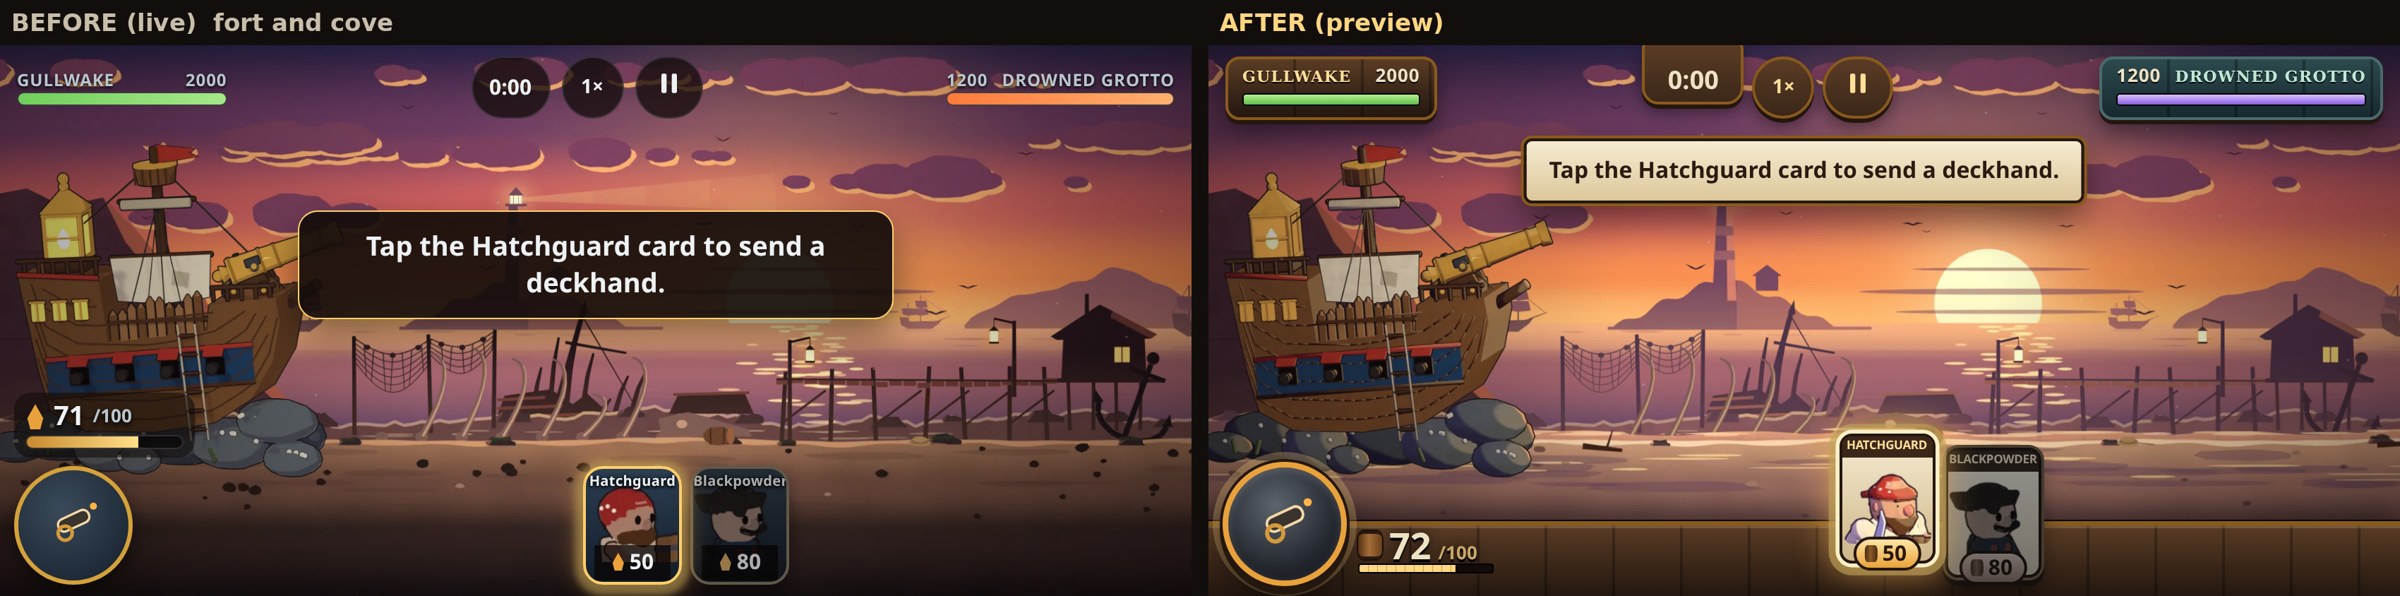 BEFORE (live) fort and cove
GULLWAKE 2000
0:00
1×
1200 DROWNED GROTTO
Tap the Hatchguard card to send a
deckhand.
71 /100
Hatchguard
50
Blackpowder
80
AFTER (preview)
GULLWAKE 2000
0:00
1×
1200 DROWNED GROTTO
Tap the Hatchguard card to send a deckhand.
72 /100
HATCHGUARD
50
BLACKPOWDER
80